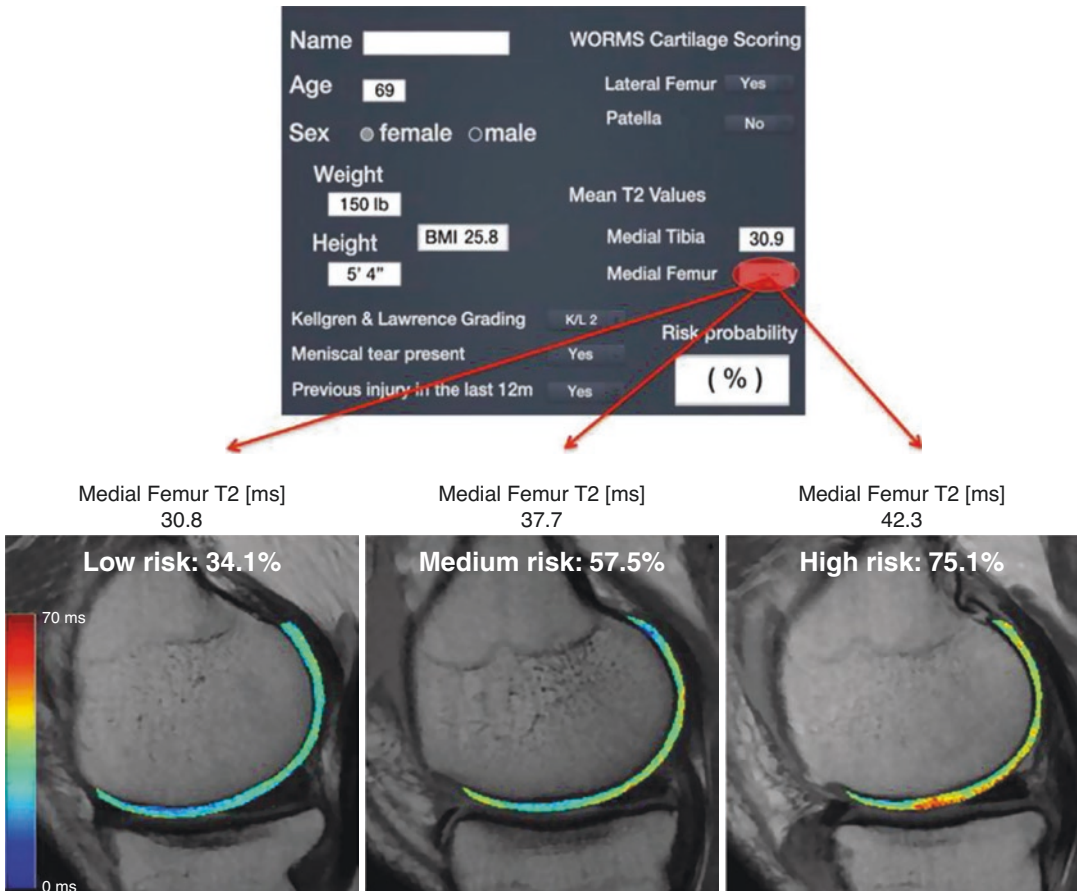 Name
Age 69
Sex female male
Weight
150 lb
Height
5' 4"
BMI 25.8
Kellgren & Lawrence Grading K/L 2
Meniscal tear present Yes
Previous injury in the last 12m Yes
WORMS Cartilage Scoring
Lateral Femur Yes
Patella No
Mean T2 Values
Medial Tibia 30.9
Medial Femur
Risk probability
( % )
Medial Femur T2 [ms]
30.8
Low risk: 34.1%
70 ms
0 ms
Medial Femur T2 [ms]
37.7
Medium risk: 57.5%
Medial Femur T2 [ms]
42.3
High risk: 75.1%